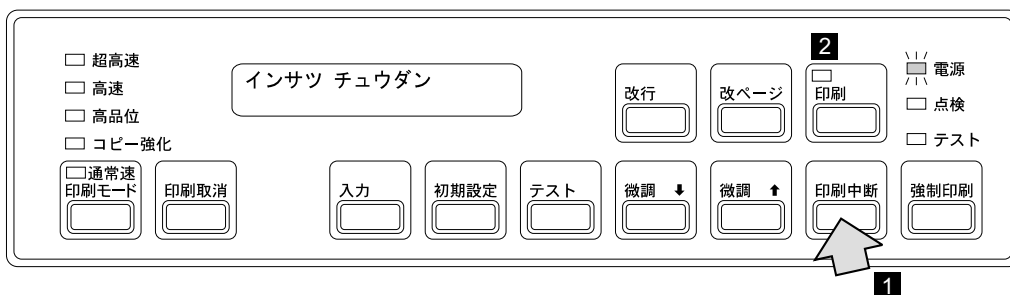 超高速
高速
高品位
コピー強化
通常速
印刷モード
印刷取消
インサツ チュウダン
入力
初期設定
テスト
改行
改ページ
2
印刷
微調 ⬇
微調 ⬆
印刷中断
強制印刷
電源
点検
テスト
1